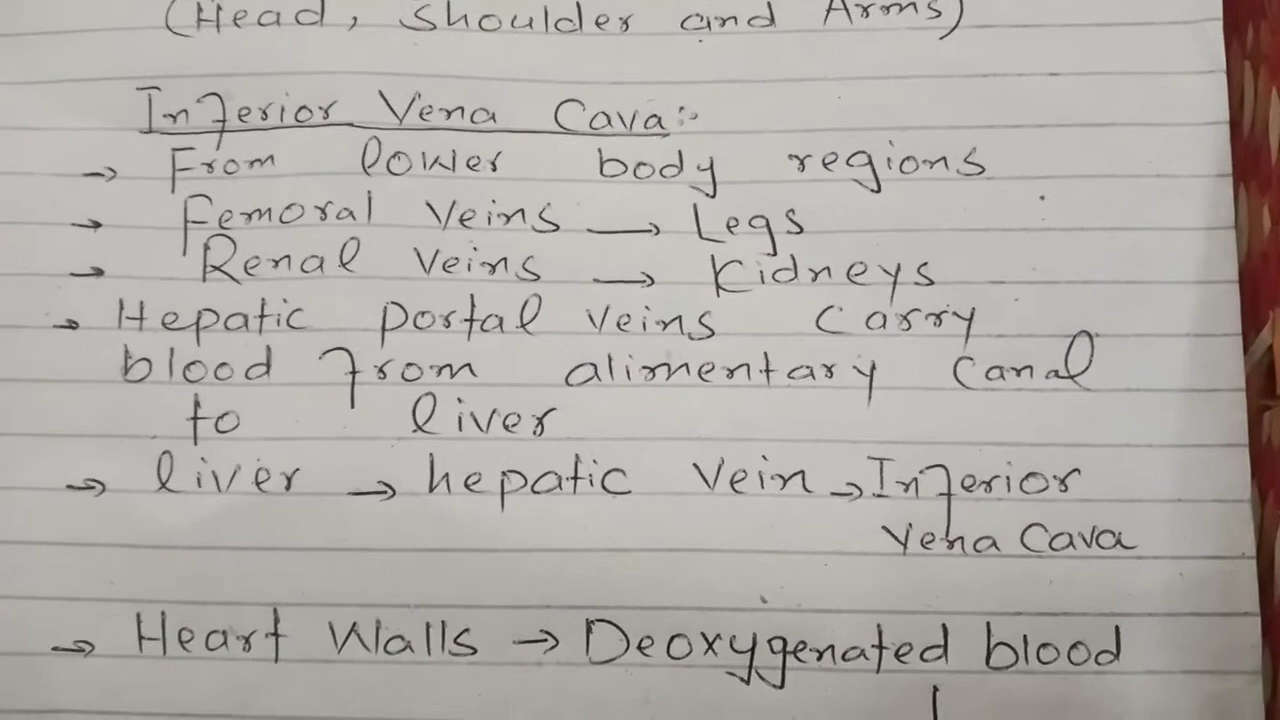 (Head, Shoulder and Arms)
Inferior Vena Cava:-
→ From lower body regions
→ Femoral Veins → Legs
→ Renal Veins → Kidneys
→ Hepatic portal veins carry
blood from alimentary canal
to liver
→ liver → hepatic vein → Inferior
Vena Cava
→ Heart Walls → Deoxygenated blood